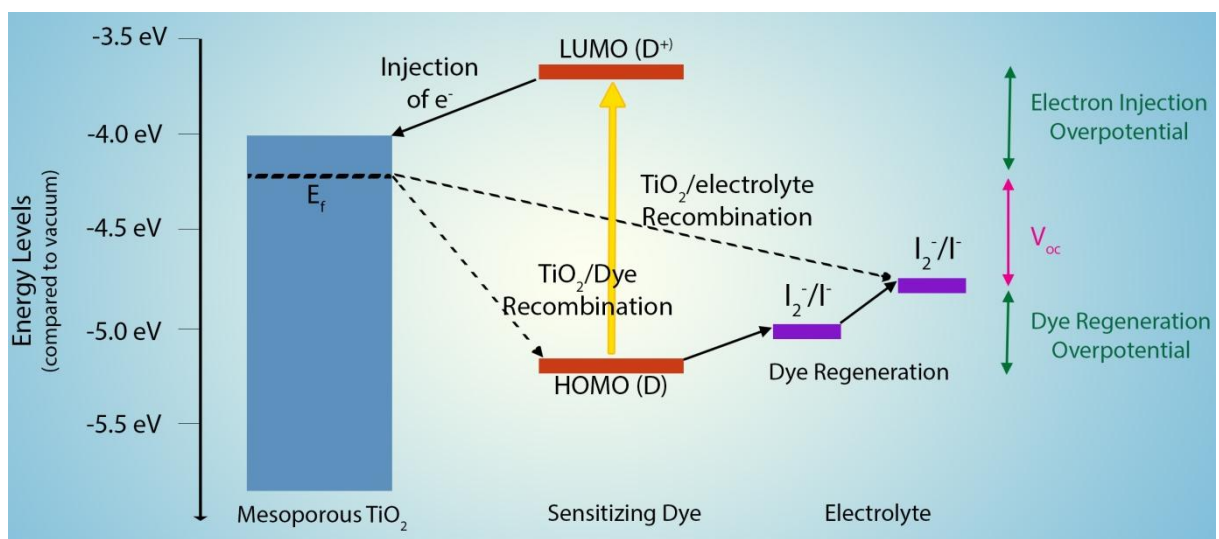 -3.5 eV
-4.0 eV
-4.5 eV
-5.0 eV
-5.5 eV
Energy Levels
(compared to vacuum)
Injection
of e⁻
E_f
Mesoporous TiO₂
LUMO (D⁺)
TiO₂/electrolyte
Recombination
TiO₂/Dye
Recombination
HOMO (D)
Sensitizing Dye
I₂⁻/I⁻
I₂⁻/I⁻
Dye Regeneration
Electrolyte
Electron Injection
Overpotential
V_oc
Dye Regeneration
Overpotential